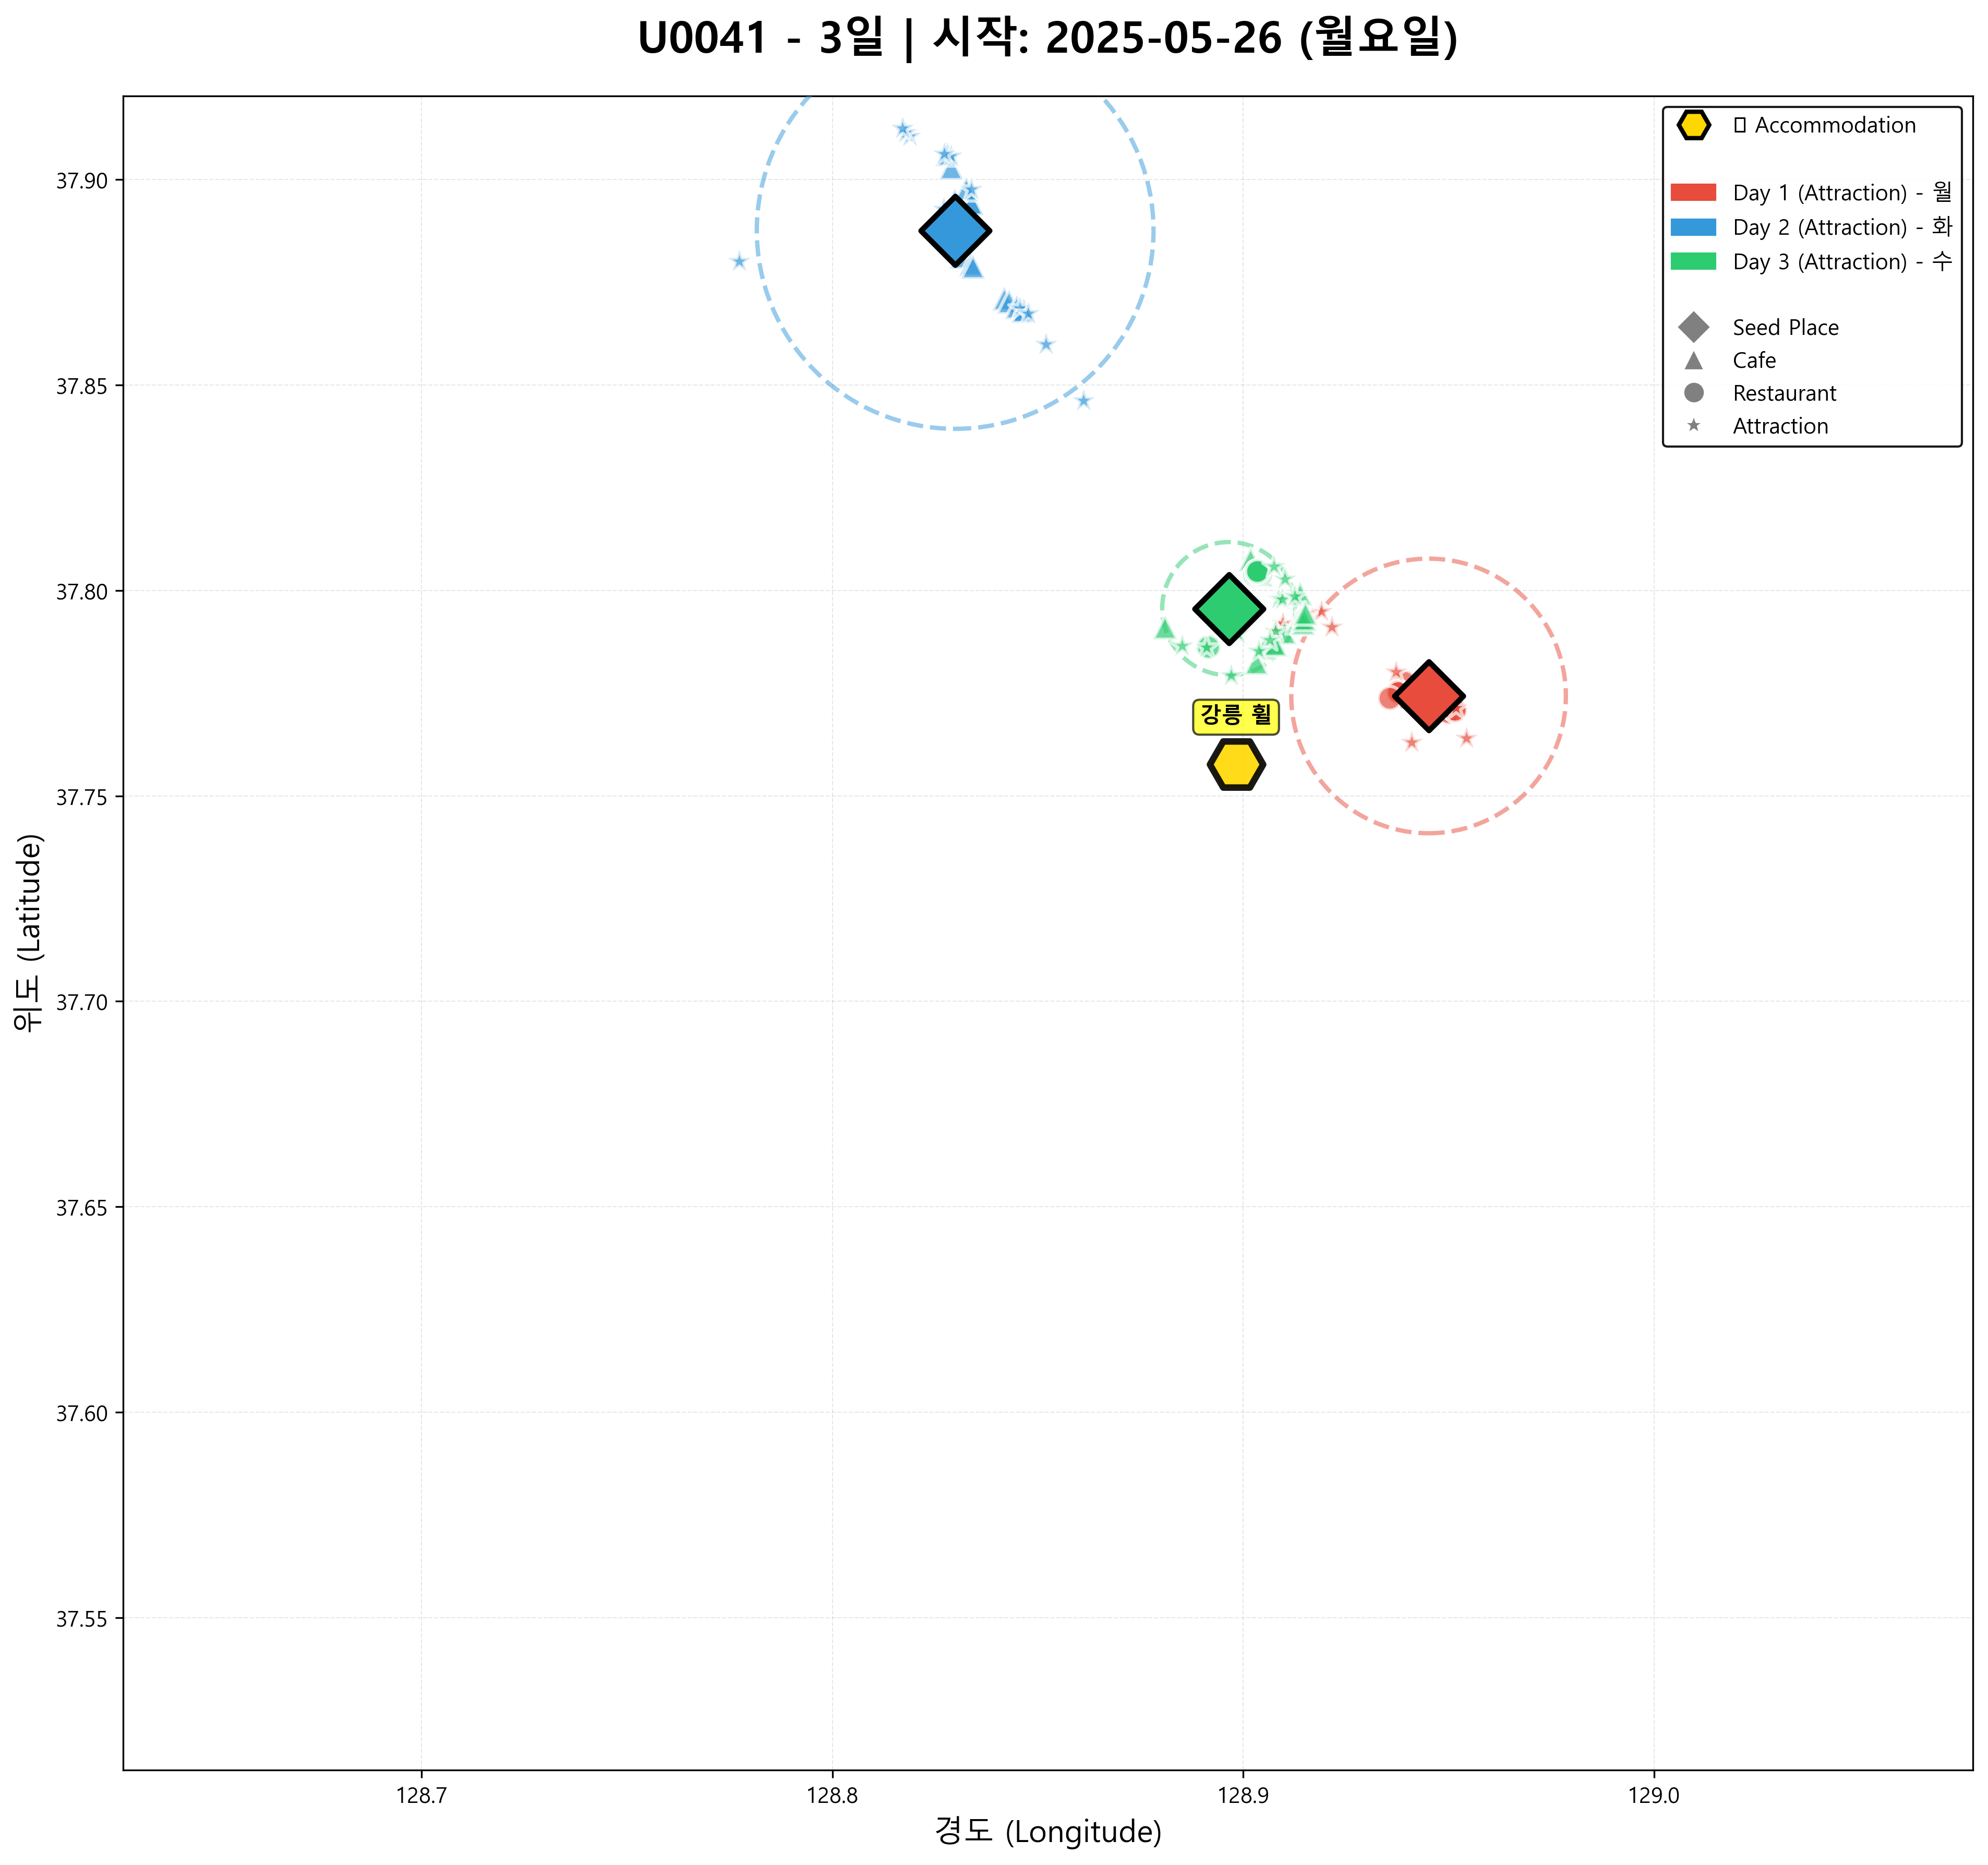 U0041 - 3일 | 시작: 2025-05-26 (월요일)
Accommodation
Day 1 (Attraction) - 월
Day 2 (Attraction) - 화
Day 3 (Attraction) - 수
Seed Place
Cafe
Restaurant
Attraction
37.90
37.85
37.80
37.75
37.70
37.65
37.60
37.55
위도 (Latitude)
강릉 휠
128.7
128.8
128.9
129.0
경도 (Longitude)